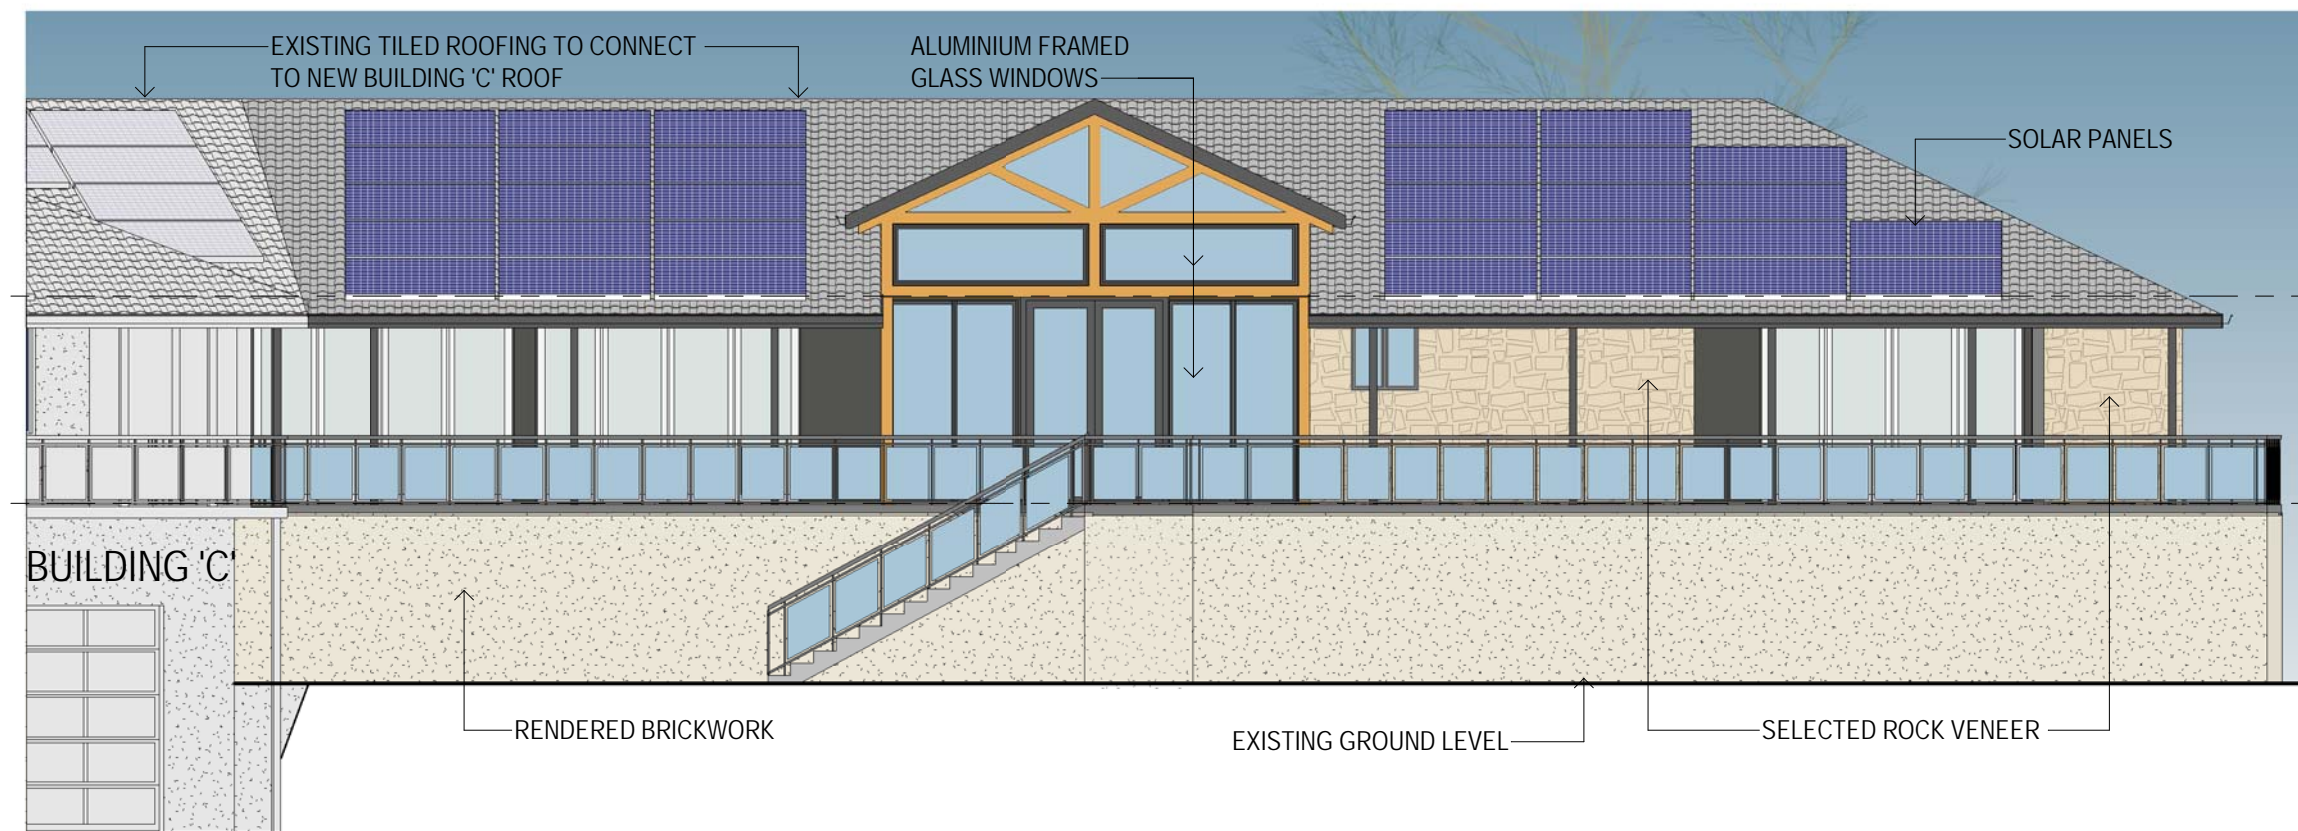 EXISTING TILED ROOFING TO CONNECT
TO NEW BUILDING 'C' ROOF
ALUMINIUM FRAMED
GLASS WINDOWS
SOLAR PANELS
BUILDING 'C'
RENDERED BRICKWORK
EXISTING GROUND LEVEL
SELECTED ROCK VENEER